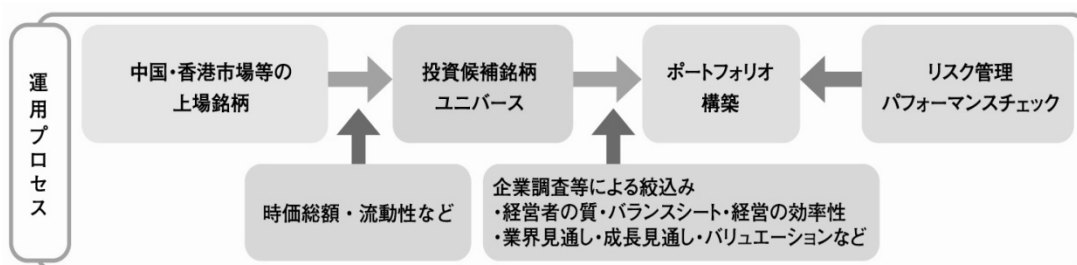 運用プロセス
中国・香港市場等の
上場銘柄
投資候補銘柄
ユニバース
ポートフォリオ
構築
リスク管理
パフォーマンスチェック
時価総額・流動性など
企業調査等による絞込み
・経営者の質・バランスシート・経営の効率性
・業界見通し・成長見通し・バリュエーションなど